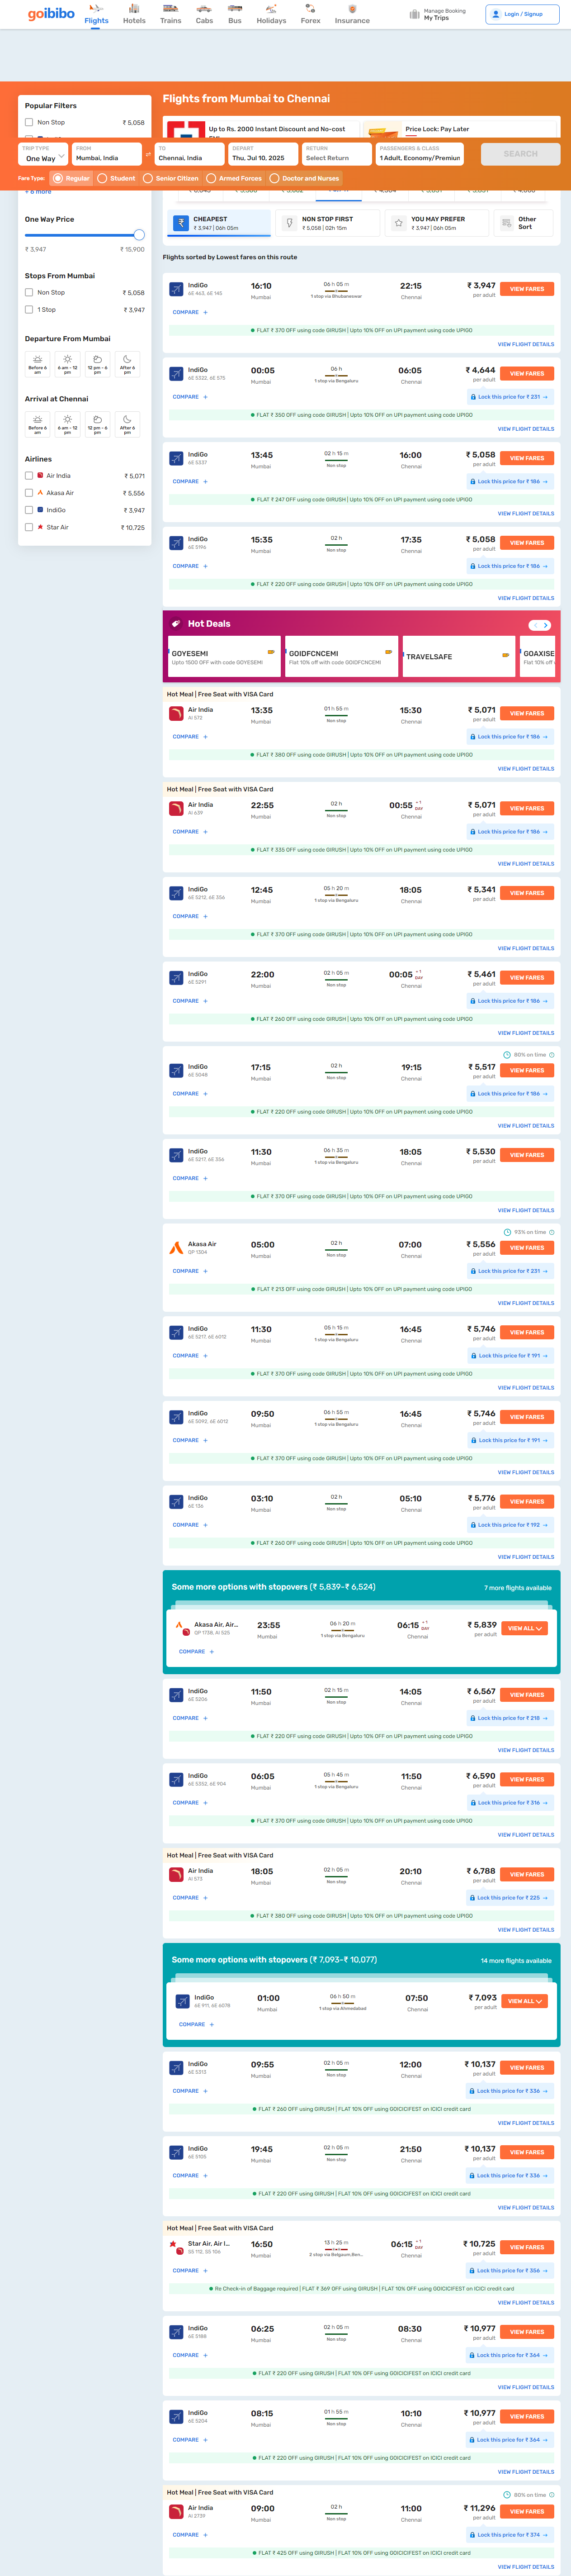 goibibo
Flights
Hotels
Trains
Cabs
Bus
Holidays
Forex
Insurance
Manage Booking
My Trips
Login / Signup
Flights from Mumbai to Chennai
Up to Rs. 2000 Instant Discount and No-cost
Price Lock: Pay Later
TRIP TYPE
One Way
FROM
Mumbai, India
TO
Chennai, India
DEPART
Thu, Jul 10, 2025
RETURN
Select Return
PASSENGERS & CLASS
1 Adult, Economy/Premium
SEARCH
Fare Type:
Regular
Student
Senior Citizen
Armed Forces
Doctor and Nurses
Popular Filters
Non Stop ₹ 5,058
+ 6 more
One Way Price
₹ 3,947 ₹ 15,900
Stops From Mumbai
Non Stop ₹ 5,058
1 Stop ₹ 3,947
Departure From Mumbai
Before 6 am
6 am - 12 pm
12 pm - 6 pm
After 6 pm
Arrival at Chennai
Before 6 am
6 am - 12 pm
12 pm - 6 pm
After 6 pm
Airlines
Air India ₹ 5,071
Akasa Air ₹ 5,556
IndiGo ₹ 3,947
Star Air ₹ 10,725
CHEAPEST
₹ 3,947 | 06h 05m
NON STOP FIRST
₹ 5,058 | 02h 15m
YOU MAY PREFER
₹ 3,947 | 06h 05m
Other Sort
Flights sorted by Lowest fares on this route
IndiGo 16:10 06 h 05 m 22:15 ₹ 3,947 VIEW FARES
6E 463, 6E 145 Mumbai 1 stop via Bhubaneswar Chennai per adult
COMPARE +
FLAT ₹ 370 OFF using code GIRUSH | Upto 10% OFF on UPI payment using code UPIGO
VIEW FLIGHT DETAILS
IndiGo 00:05 06 h 06:05 ₹ 4,644 VIEW FARES
6E 5322, 6E 575 Mumbai 1 stop via Bengaluru Chennai per adult
COMPARE + Lock this price for ₹ 231 →
FLAT ₹ 350 OFF using code GIRUSH | Upto 10% OFF on UPI payment using code UPIGO
VIEW FLIGHT DETAILS
IndiGo 13:45 02 h 15 m 16:00 ₹ 5,058 VIEW FARES
6E 5337 Mumbai Non stop Chennai per adult
COMPARE + Lock this price for ₹ 186 →
FLAT ₹ 247 OFF using code GIRUSH | Upto 10% OFF on UPI payment using code UPIGO
VIEW FLIGHT DETAILS
IndiGo 15:35 02 h 17:35 ₹ 5,058 VIEW FARES
6E 5196 Mumbai Non stop Chennai per adult
COMPARE + Lock this price for ₹ 186 →
FLAT ₹ 220 OFF using code GIRUSH | Upto 10% OFF on UPI payment using code UPIGO
VIEW FLIGHT DETAILS
Hot Deals
GOYESEMI
Upto 1500 OFF with code GOYESEMI
GOIDFCNCEMI
Flat 10% off with code GOIDFCNCEMI
TRAVELSAFE
GOAXISE
Flat 10% off
Hot Meal | Free Seat with VISA Card
Air India 13:35 01 h 55 m 15:30 ₹ 5,071 VIEW FARES
AI 572 Mumbai Non stop Chennai per adult
COMPARE + Lock this price for ₹ 186 →
FLAT ₹ 380 OFF using code GIRUSH | Upto 10% OFF on UPI payment using code UPIGO
VIEW FLIGHT DETAILS
Hot Meal | Free Seat with VISA Card
Air India 22:55 02 h 00:55 +1 DAY ₹ 5,071 VIEW FARES
AI 639 Mumbai Non stop Chennai per adult
COMPARE + Lock this price for ₹ 186 →
FLAT ₹ 335 OFF using code GIRUSH | Upto 10% OFF on UPI payment using code UPIGO
VIEW FLIGHT DETAILS
IndiGo 12:45 05 h 20 m 18:05 ₹ 5,341 VIEW FARES
6E 5212, 6E 356 Mumbai 1 stop via Bengaluru Chennai per adult
COMPARE +
FLAT ₹ 370 OFF using code GIRUSH | Upto 10% OFF on UPI payment using code UPIGO
VIEW FLIGHT DETAILS
IndiGo 22:00 02 h 05 m 00:05 +1 DAY ₹ 5,461 VIEW FARES
6E 5291 Mumbai Non stop Chennai per adult
COMPARE + Lock this price for ₹ 186 →
FLAT ₹ 260 OFF using code GIRUSH | Upto 10% OFF on UPI payment using code UPIGO
VIEW FLIGHT DETAILS
80% on time
IndiGo 17:15 02 h 19:15 ₹ 5,517 VIEW FARES
6E 5048 Mumbai Non stop Chennai per adult
COMPARE + Lock this price for ₹ 186 →
FLAT ₹ 220 OFF using code GIRUSH | Upto 10% OFF on UPI payment using code UPIGO
VIEW FLIGHT DETAILS
IndiGo 11:30 06 h 35 m 18:05 ₹ 5,530 VIEW FARES
6E 5217, 6E 356 Mumbai 1 stop via Bengaluru Chennai per adult
COMPARE +
FLAT ₹ 370 OFF using code GIRUSH | Upto 10% OFF on UPI payment using code UPIGO
VIEW FLIGHT DETAILS
93% on time
Akasa Air 05:00 02 h 07:00 ₹ 5,556 VIEW FARES
QP 1304 Mumbai Non stop Chennai per adult
COMPARE + Lock this price for ₹ 231 →
FLAT ₹ 213 OFF using code GIRUSH | Upto 10% OFF on UPI payment using code UPIGO
VIEW FLIGHT DETAILS
IndiGo 11:30 05 h 15 m 16:45 ₹ 5,746 VIEW FARES
6E 5217, 6E 6012 Mumbai 1 stop via Bengaluru Chennai per adult
COMPARE + Lock this price for ₹ 191 →
FLAT ₹ 370 OFF using code GIRUSH | Upto 10% OFF on UPI payment using code UPIGO
VIEW FLIGHT DETAILS
IndiGo 09:50 06 h 55 m 16:45 ₹ 5,746 VIEW FARES
6E 5092, 6E 6012 Mumbai 1 stop via Bengaluru Chennai per adult
COMPARE + Lock this price for ₹ 191 →
FLAT ₹ 370 OFF using code GIRUSH | Upto 10% OFF on UPI payment using code UPIGO
VIEW FLIGHT DETAILS
IndiGo 03:10 02 h 05:10 ₹ 5,776 VIEW FARES
6E 136 Mumbai Non stop Chennai per adult
COMPARE + Lock this price for ₹ 192 →
FLAT ₹ 260 OFF using code GIRUSH | Upto 10% OFF on UPI payment using code UPIGO
VIEW FLIGHT DETAILS
Some more options with stopovers (₹ 5,839-₹ 6,524) 7 more flights available
Akasa Air, Air... 23:55 06 h 20 m 06:15 +1 DAY ₹ 5,839 VIEW ALL
QP 1738, AI 525 Mumbai 1 stop via Bengaluru Chennai per adult
COMPARE +
IndiGo 11:50 02 h 15 m 14:05 ₹ 6,567 VIEW FARES
6E 5206 Mumbai Non stop Chennai per adult
COMPARE + Lock this price for ₹ 218 →
FLAT ₹ 220 OFF using code GIRUSH | Upto 10% OFF on UPI payment using code UPIGO
VIEW FLIGHT DETAILS
IndiGo 06:05 05 h 45 m 11:50 ₹ 6,590 VIEW FARES
6E 5352, 6E 904 Mumbai 1 stop via Bengaluru Chennai per adult
COMPARE + Lock this price for ₹ 316 →
FLAT ₹ 370 OFF using code GIRUSH | Upto 10% OFF on UPI payment using code UPIGO
VIEW FLIGHT DETAILS
Hot Meal | Free Seat with VISA Card
Air India 18:05 02 h 05 m 20:10 ₹ 6,788 VIEW FARES
AI 573 Mumbai Non stop Chennai per adult
COMPARE + Lock this price for ₹ 225 →
FLAT ₹ 380 OFF using code GIRUSH | Upto 10% OFF on UPI payment using code UPIGO
VIEW FLIGHT DETAILS
Some more options with stopovers (₹ 7,093-₹ 10,077) 14 more flights available
IndiGo 01:00 06 h 50 m 07:50 ₹ 7,093 VIEW ALL
6E 911, 6E 6078 Mumbai 1 stop via Ahmedabad Chennai per adult
COMPARE +
IndiGo 09:55 02 h 05 m 12:00 ₹ 10,137 VIEW FARES
6E 5313 Mumbai Non stop Chennai per adult
COMPARE + Lock this price for ₹ 336 →
FLAT ₹ 260 OFF using GIRUSH | FLAT 10% OFF using GOICICIFEST on ICICI credit card
VIEW FLIGHT DETAILS
IndiGo 19:45 02 h 05 m 21:50 ₹ 10,137 VIEW FARES
6E 5105 Mumbai Non stop Chennai per adult
COMPARE + Lock this price for ₹ 336 →
FLAT ₹ 220 OFF using GIRUSH | FLAT 10% OFF using GOICICIFEST on ICICI credit card
VIEW FLIGHT DETAILS
Hot Meal | Free Seat with VISA Card
Star Air, Air I... 16:50 13 h 25 m 06:15 +1 DAY ₹ 10,725 VIEW FARES
Mumbai 2 stop via Belgaum,Ben... Chennai per adult
COMPARE + Lock this price for ₹ 356 →
Re Check-in of Baggage required | FLAT ₹ 369 OFF using GIRUSH | FLAT 10% OFF using GOICICIFEST on ICICI credit card
VIEW FLIGHT DETAILS
IndiGo 06:25 02 h 05 m 08:30 ₹ 10,977 VIEW FARES
6E 5188 Mumbai Non stop Chennai per adult
COMPARE + Lock this price for ₹ 364 →
FLAT ₹ 220 OFF using GIRUSH | FLAT 10% OFF using GOICICIFEST on ICICI credit card
VIEW FLIGHT DETAILS
IndiGo 08:15 01 h 55 m 10:10 ₹ 10,977 VIEW FARES
6E 5204 Mumbai Non stop Chennai per adult
COMPARE + Lock this price for ₹ 364 →
FLAT ₹ 220 OFF using GIRUSH | FLAT 10% OFF using GOICICIFEST on ICICI credit card
VIEW FLIGHT DETAILS
Hot Meal | Free Seat with VISA Card 80% on time
Air India 09:00 02 h 11:00 ₹ 11,296 VIEW FARES
AI 2739 Mumbai Non stop Chennai per adult
COMPARE + Lock this price for ₹ 374 →
FLAT ₹ 425 OFF using GIRUSH | FLAT 10% OFF using GOICICIFEST on ICICI credit card
VIEW FLIGHT DETAILS